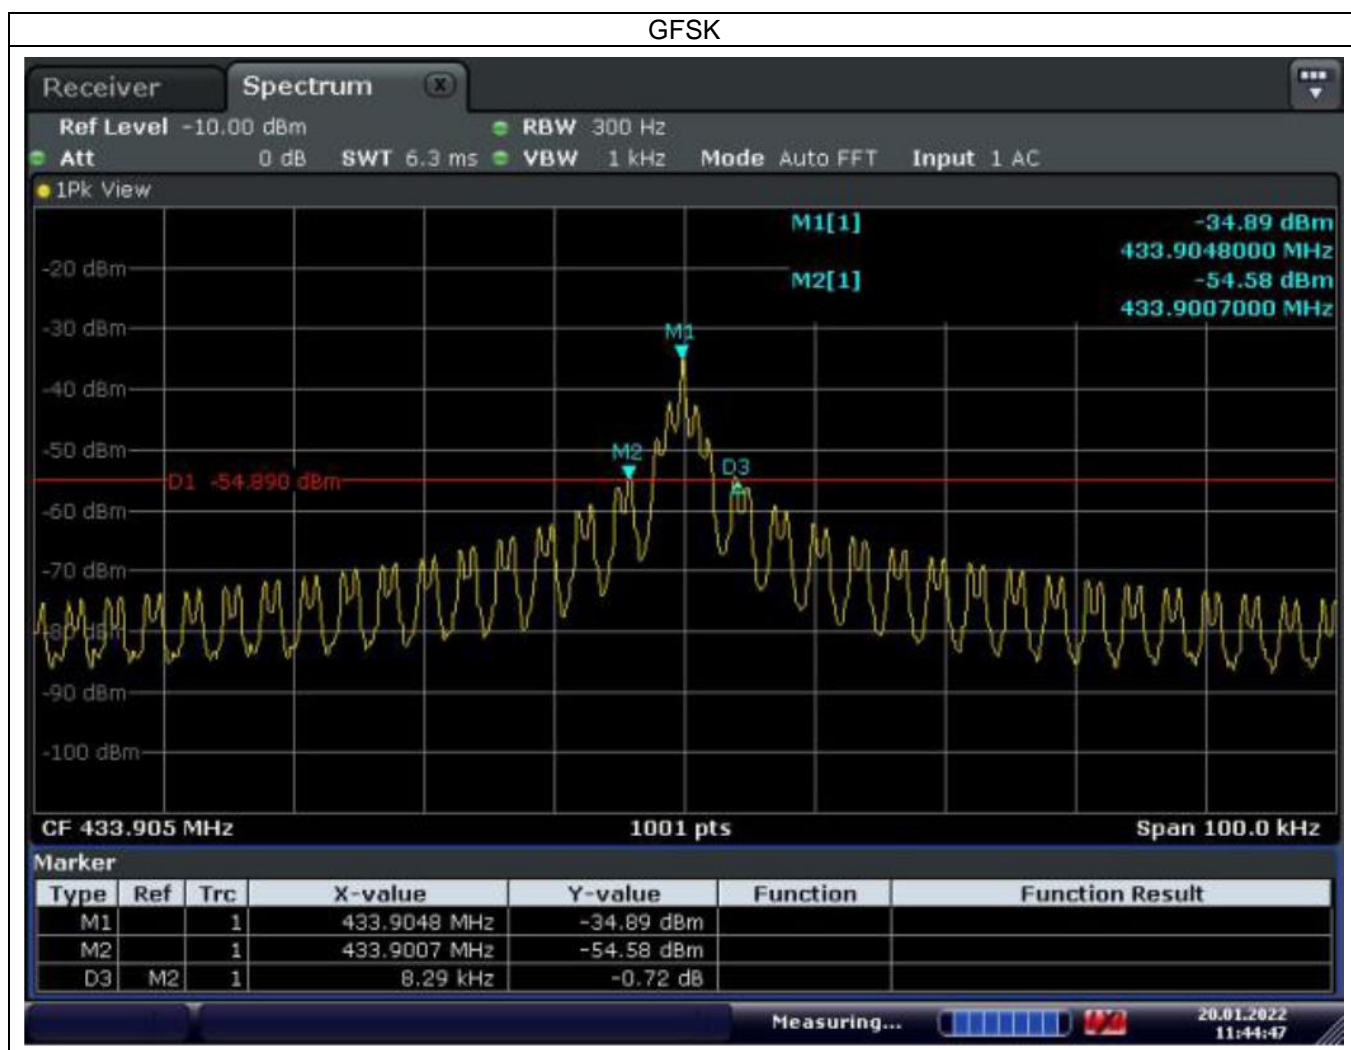 GFSK
Receiver Spectrum X
Ref Level -10.00 dBm RBW 300 Hz
Att 0 dB SWT 6.3 ms VBW 1 kHz Mode Auto FFT Input 1 AC
1Pk View
M1[1] -34.89 dBm
433.9048000 MHz
-20 dBm
M2[1] -54.58 dBm
433.9007000 MHz
-30 dBm
M1
-40 dBm
-50 dBm
M2
D3
D1 -54.890 dBm
-60 dBm
-70 dBm
-80 dBm
-90 dBm
-100 dBm
CF 433.905 MHz 1001 pts Span 100.0 kHz
Marker
Type Ref Trc X-value Y-value Function Function Result
M1 1 433.9048 MHz -34.89 dBm
M2 1 433.9007 MHz -54.58 dBm
D3 M2 1 8.29 kHz -0.72 dB
Measuring... 20.01.2022
11:44:47